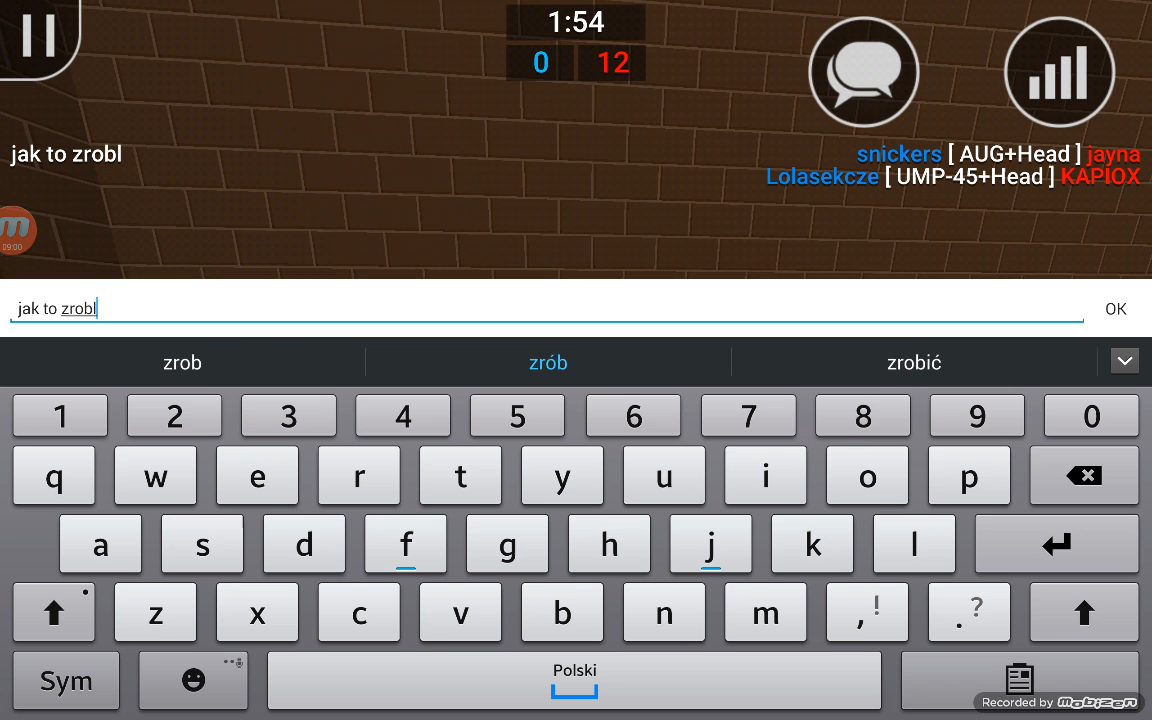 1:54
0 12
jak to zrobl
snickers [ AUG+Head ] jayna
Lolasekcze [ UMP-45+Head ] KAPIOX
09:00
jak to zrobl
OK
zrob zrób zrobić
1 2 3 4 5 6 7 8 9 0
q w e r t y u i o p
a s d f g h j k l
z x c v b n m , ! . ?
Sym Polski
Recorded by mobizen